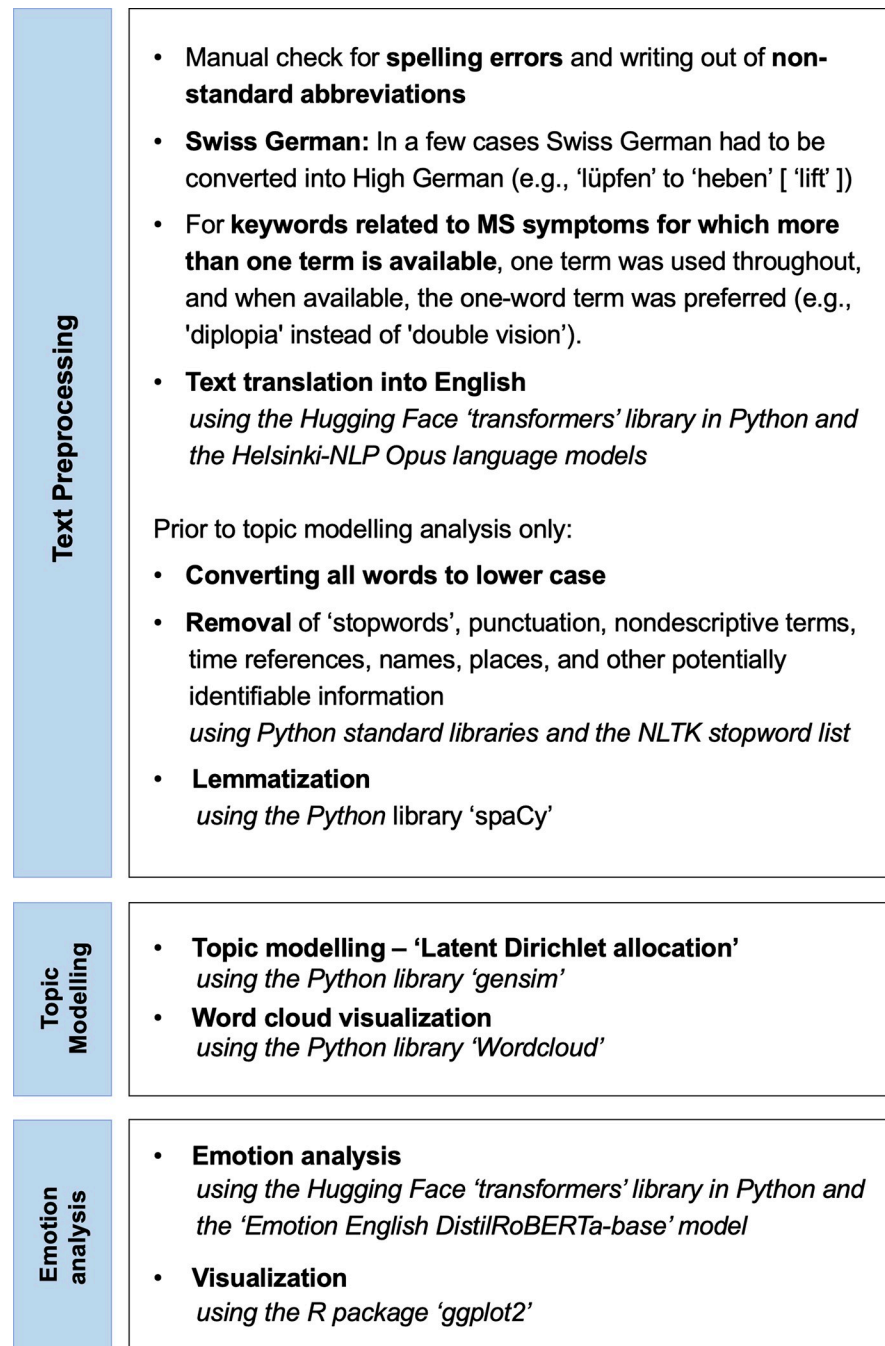 Text Preprocessing
• Manual check for spelling errors and writing out of non-
standard abbreviations
• Swiss German: In a few cases Swiss German had to be
converted into High German (e.g., ‘lüpfen’ to ‘heben’ [ ‘lift’ ])
• For keywords related to MS symptoms for which more
than one term is available, one term was used throughout,
and when available, the one-word term was preferred (e.g.,
'diplopia' instead of 'double vision’).
• Text translation into English
using the Hugging Face ‘transformers’ library in Python and
the Helsinki-NLP Opus language models
Prior to topic modelling analysis only:
• Converting all words to lower case
• Removal of ‘stopwords’, punctuation, nondescriptive terms,
time references, names, places, and other potentially
identifiable information
using Python standard libraries and the NLTK stopword list
• Lemmatization
using the Python library ‘spaCy’
Topic
Modelling
• Topic modelling – ‘Latent Dirichlet allocation’
using the Python library ‘gensim’
• Word cloud visualization
using the Python library ‘Wordcloud’
Emotion
analysis
• Emotion analysis
using the Hugging Face ‘transformers’ library in Python and
the ‘Emotion English DistilRoBERTa-base’ model
• Visualization
using the R package ‘ggplot2’